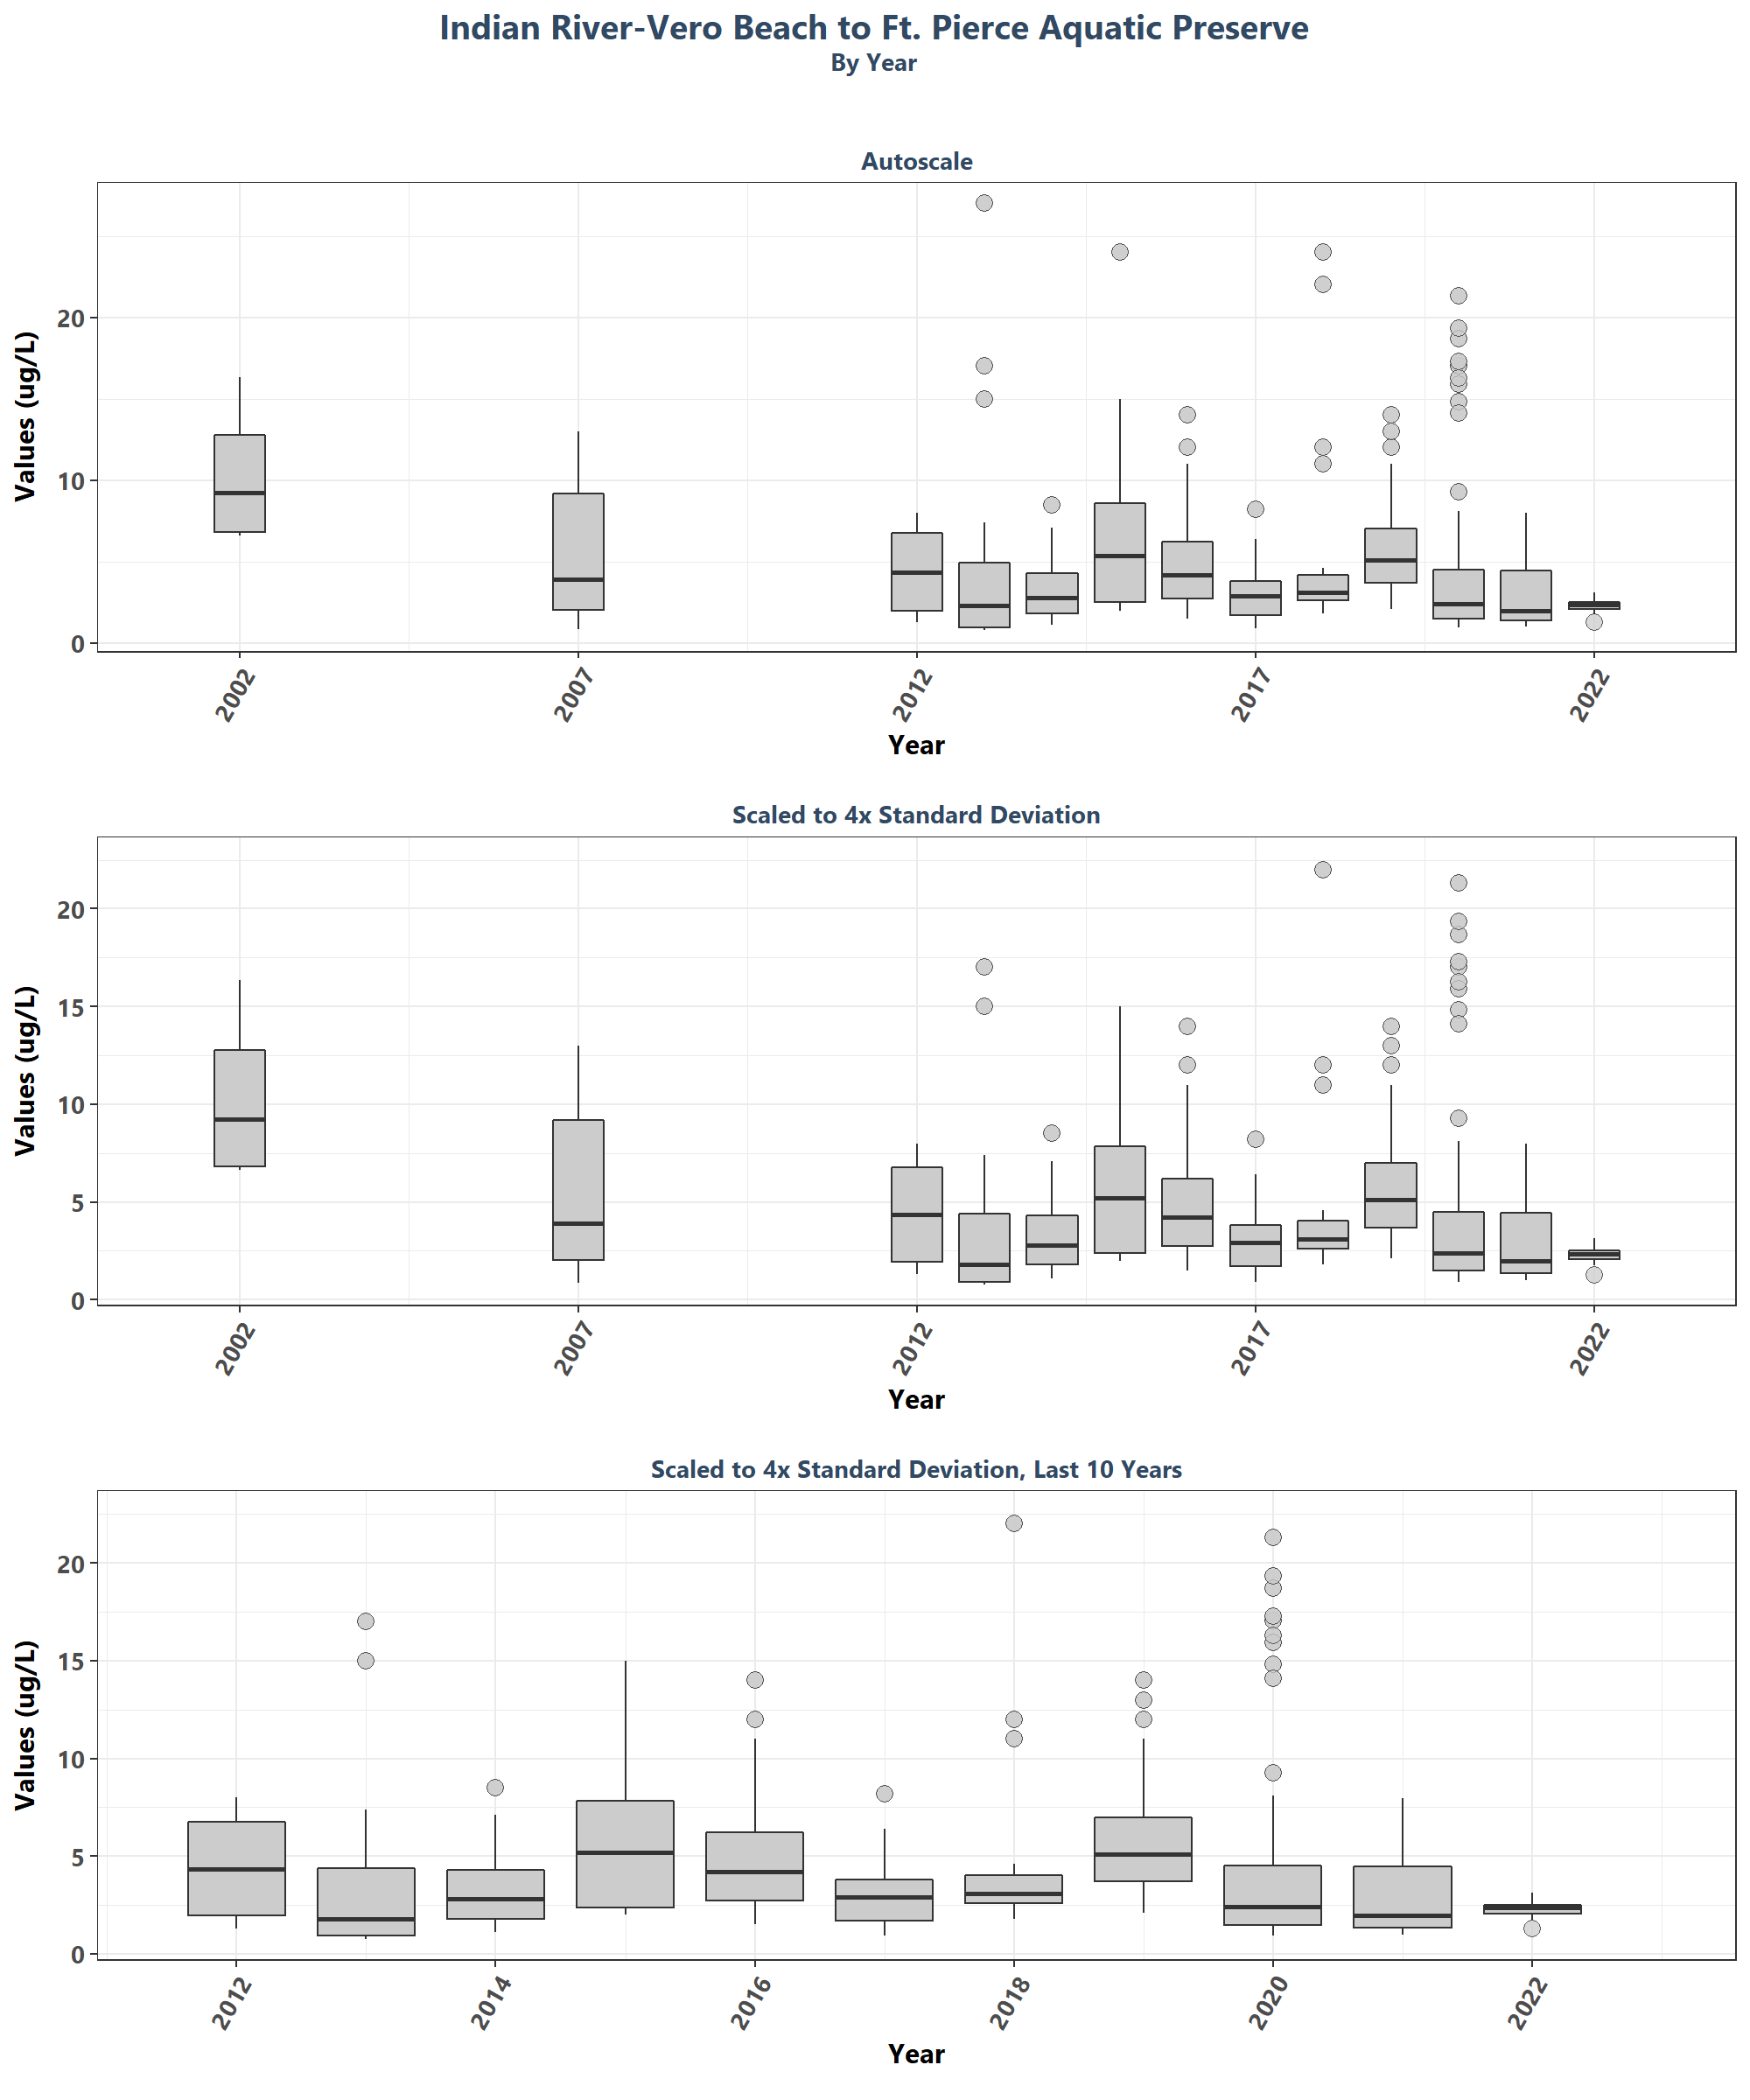 Indian River-Vero Beach to Ft. Pierce Aquatic Preserve
By Year
Autoscale
Values (ug/L)
20
10
0
2002
2007
2012
2017
2022
Year
Scaled to 4x Standard Deviation
Values (ug/L)
20
15
10
5
0
2002
2007
2012
2017
2022
Year
Scaled to 4x Standard Deviation, Last 10 Years
Values (ug/L)
20
15
10
5
0
2012
2014
2016
2018
2020
2022
Year